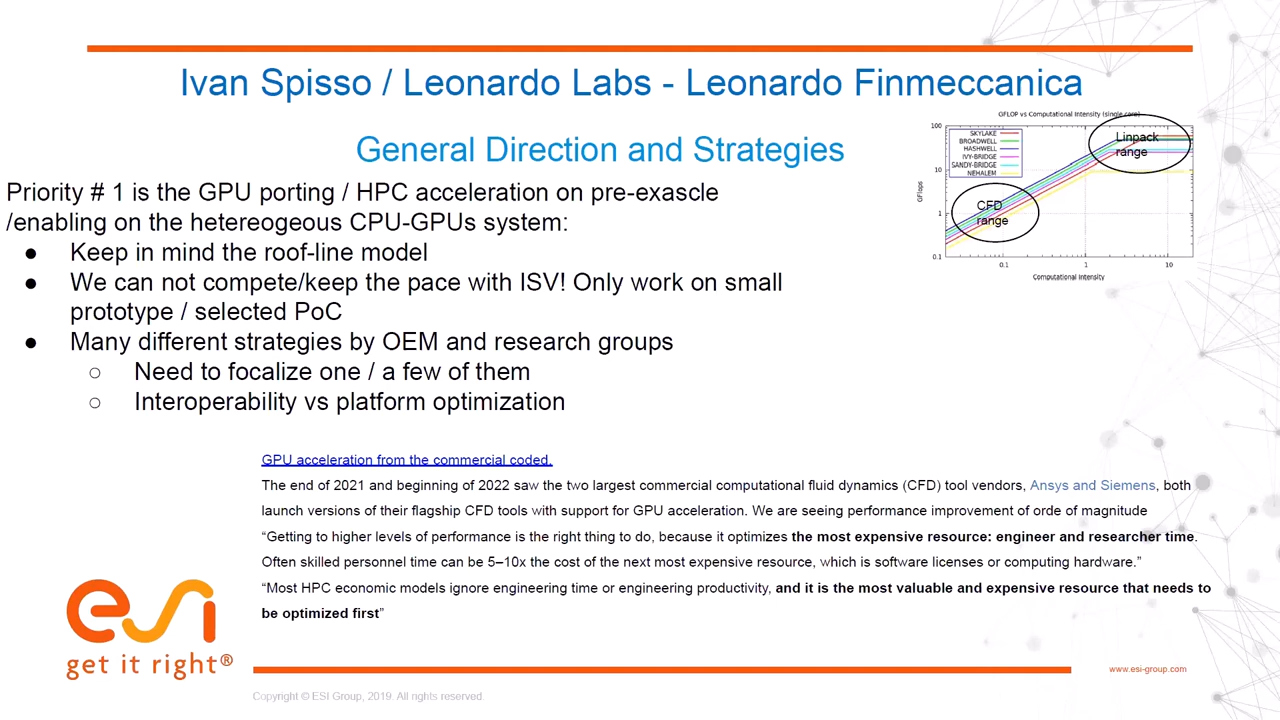 Ivan Spisso / Leonardo Labs - Leonardo Finmeccanica
General Direction and Strategies
Priority # 1 is the GPU porting / HPC acceleration on pre-exascle
/enabling on the hetereogeous CPU-GPUs system:
● Keep in mind the roof-line model
● We can not compete/keep the pace with ISV! Only work on small
prototype / selected PoC
● Many different strategies by OEM and research groups
○ Need to focalize one / a few of them
○ Interoperability vs platform optimization
GFLOP vs Computational Intensity (single core)
SKYLAKE
BROADWELL
HASHWELL
IVY-BRIDGE
SANDY-BRIDGE
NEHALEM
Linpack
range
CFD
range
100
10
1
0.1
GFlops
0.1 1 10
Computational Intensity
GPU acceleration from the commercial coded.
The end of 2021 and beginning of 2022 saw the two largest commercial computational fluid dynamics (CFD) tool vendors, Ansys and Siemens, both
launch versions of their flagship CFD tools with support for GPU acceleration. We are seeing performance improvement of orde of magnitude
“Getting to higher levels of performance is the right thing to do, because it optimizes the most expensive resource: engineer and researcher time.
Often skilled personnel time can be 5–10x the cost of the next most expensive resource, which is software licenses or computing hardware.”
“Most HPC economic models ignore engineering time or engineering productivity, and it is the most valuable and expensive resource that needs to
be optimized first”
esi
get it right®
www.esi-group.com
Copyright © ESI Group, 2019. All rights reserved.